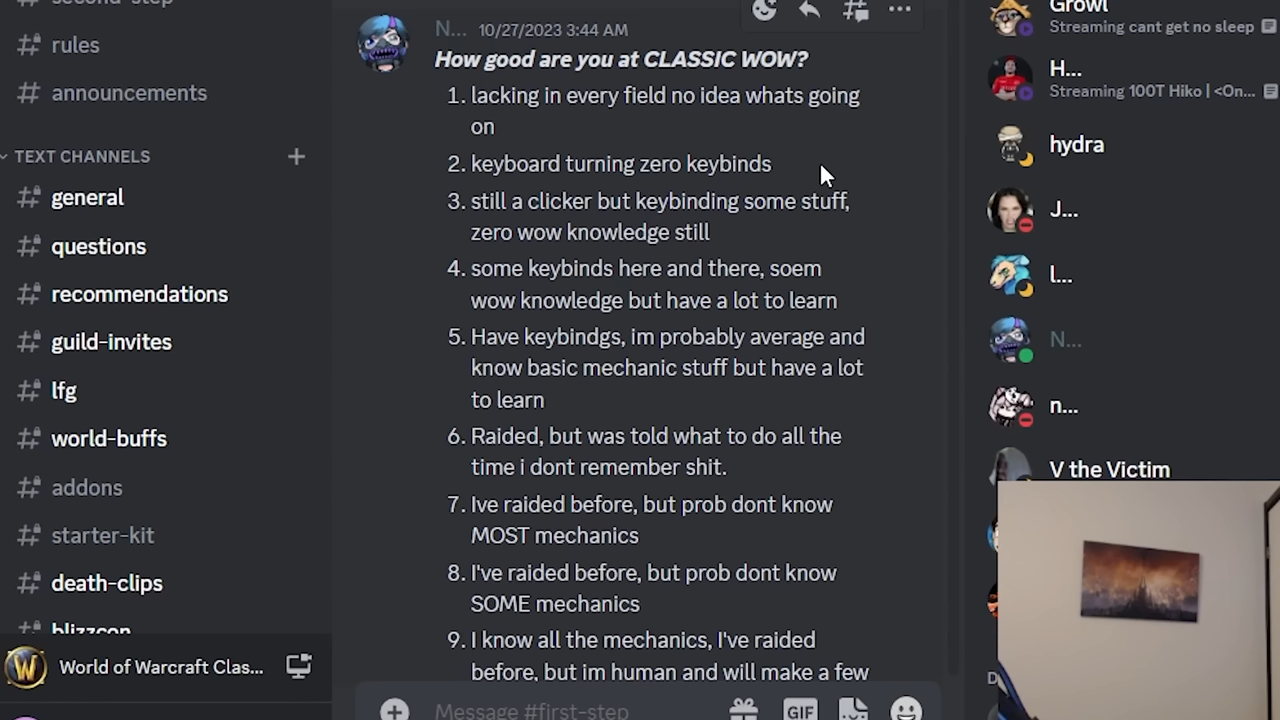 second-step
rules
announcements
TEXT CHANNELS
general
questions
recommendations
guild-invites
lfg
world-buffs
addons
starter-kit
death-clips
blizzcon
World of Warcraft Clas...
N... 10/27/2023 3:44 AM
How good are you at CLASSIC WOW?
1. lacking in every field no idea whats going
on
2. keyboard turning zero keybinds
3. still a clicker but keybinding some stuff,
zero wow knowledge still
4. some keybinds here and there, soem
wow knowledge but have a lot to learn
5. Have keybindgs, im probably average and
know basic mechanic stuff but have a lot
to learn
6. Raided, but was told what to do all the
time i dont remember shit.
7. Ive raided before, but prob dont know
MOST mechanics
8. I've raided before, but prob dont know
SOME mechanics
9. I know all the mechanics, I've raided
before, but im human and will make a few
Message #first-step
GIF
Growl
Streaming cant get no sleep
H...
Streaming 100T Hiko | <On...
hydra
J...
l...
N...
n...
V the Victim
D